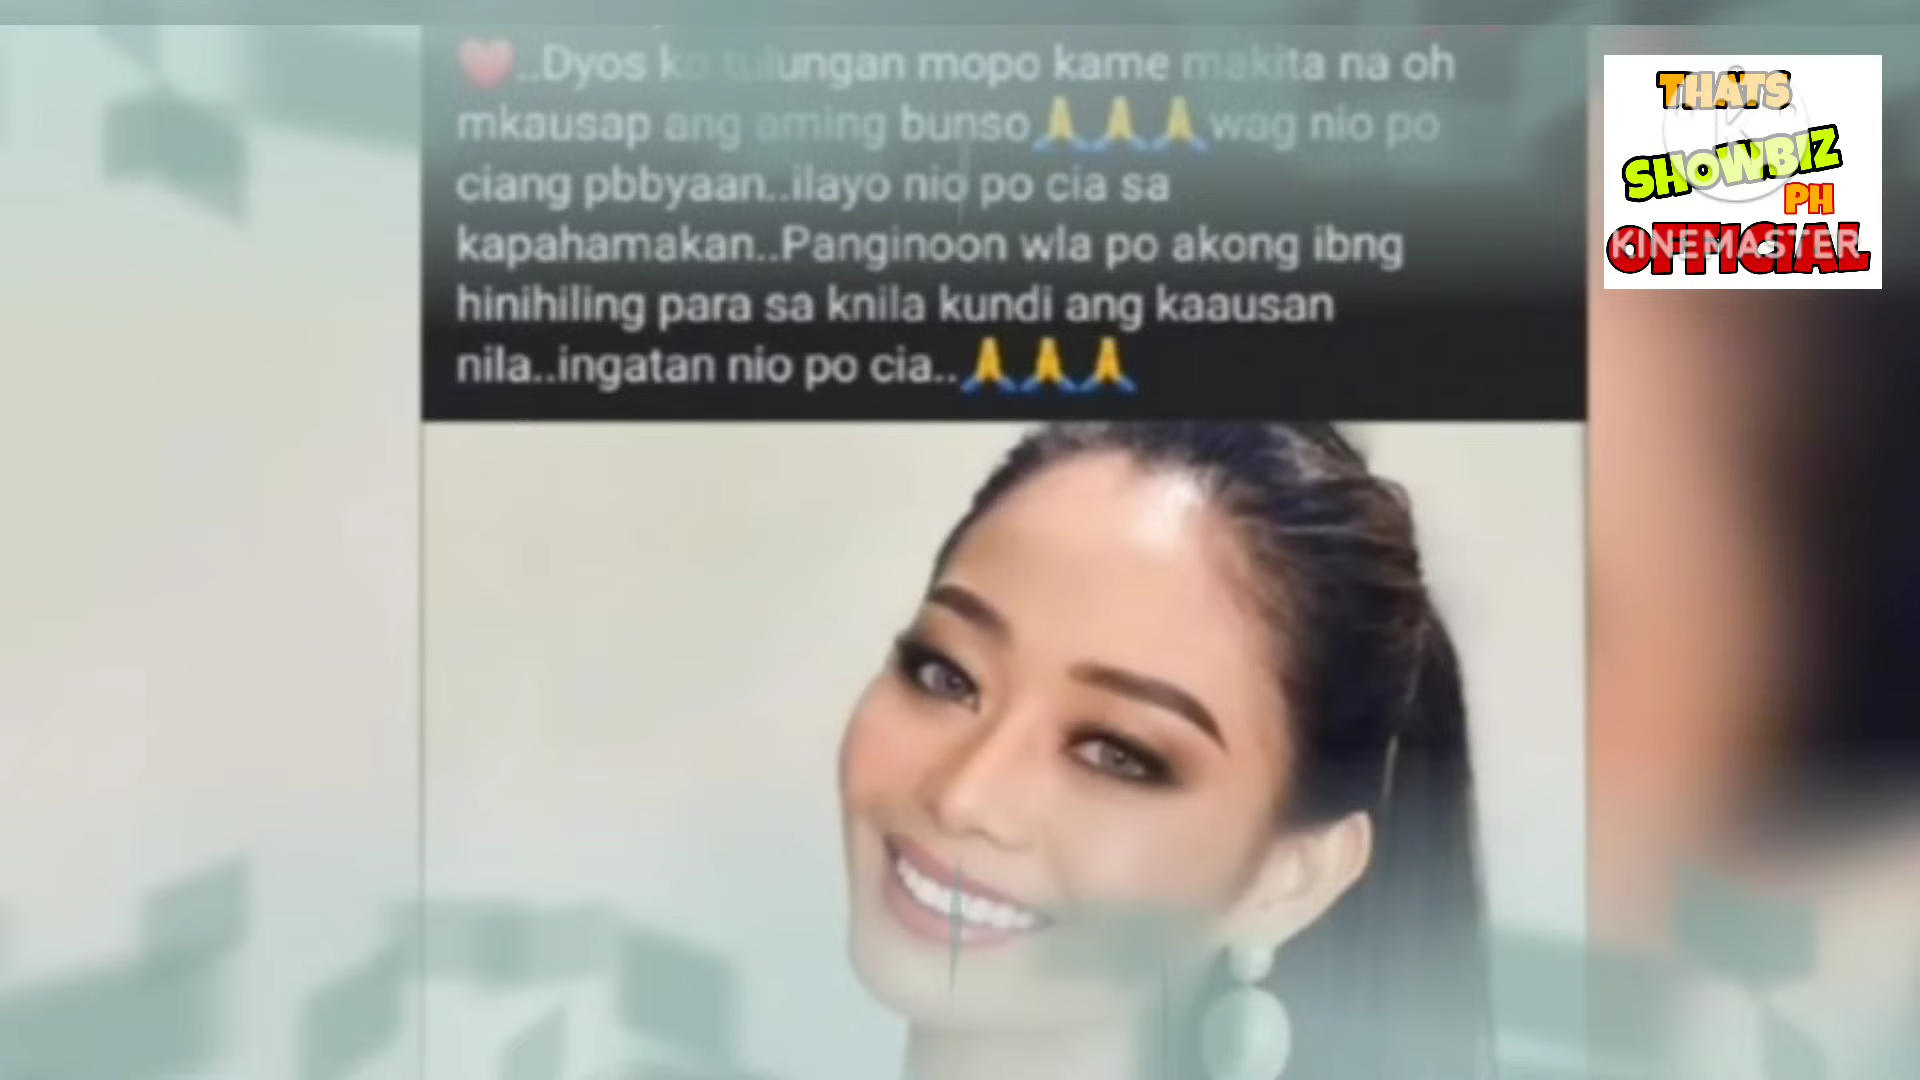 ❤️..Dyos ko tulungan mopo kame makita na oh
mkausap ang aming bunso🙏🙏🙏wag nio po
ciang pbbyaan..ilayo nio po cia sa
kapahamakan..Panginoon wla po akong ibng
hinihiling para sa knila kundi ang kaausan
nila..ingatan nio po cia..🙏🙏🙏
THATS
SHOWBIZ
PH
OFFICIAL
KINEMASTER